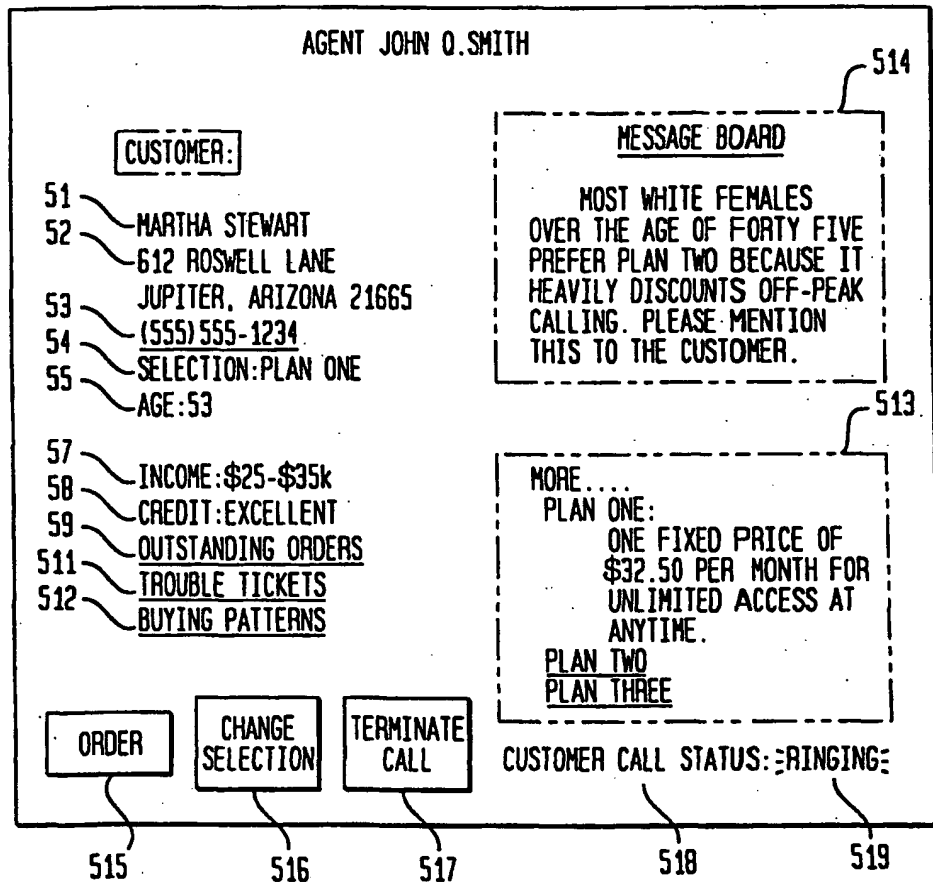 AGENT JOHN Q.SMITH
514
CUSTOMER:
51
MARTHA STEWART
52
612 ROSWELL LANE
JUPITER, ARIZONA 21665
53
(555)555-1234
54
SELECTION:PLAN ONE
55
AGE:53
57
INCOME:$25-$35k
58
CREDIT:EXCELLENT
59
OUTSTANDING ORDERS
511
TROUBLE TICKETS
512
BUYING PATTERNS
MESSAGE BOARD
MOST WHITE FEMALES
OVER THE AGE OF FORTY FIVE
PREFER PLAN TWO BECAUSE IT
HEAVILY DISCOUNTS OFF-PEAK
CALLING. PLEASE MENTION
THIS TO THE CUSTOMER.
513
MORE....
PLAN ONE:
ONE FIXED PRICE OF
$32.50 PER MONTH FOR
UNLIMITED ACCESS AT
ANYTIME.
PLAN TWO
PLAN THREE
ORDER
CHANGE
SELECTION
TERMINATE
CALL
CUSTOMER CALL STATUS: RINGING
515
516
517
518
519